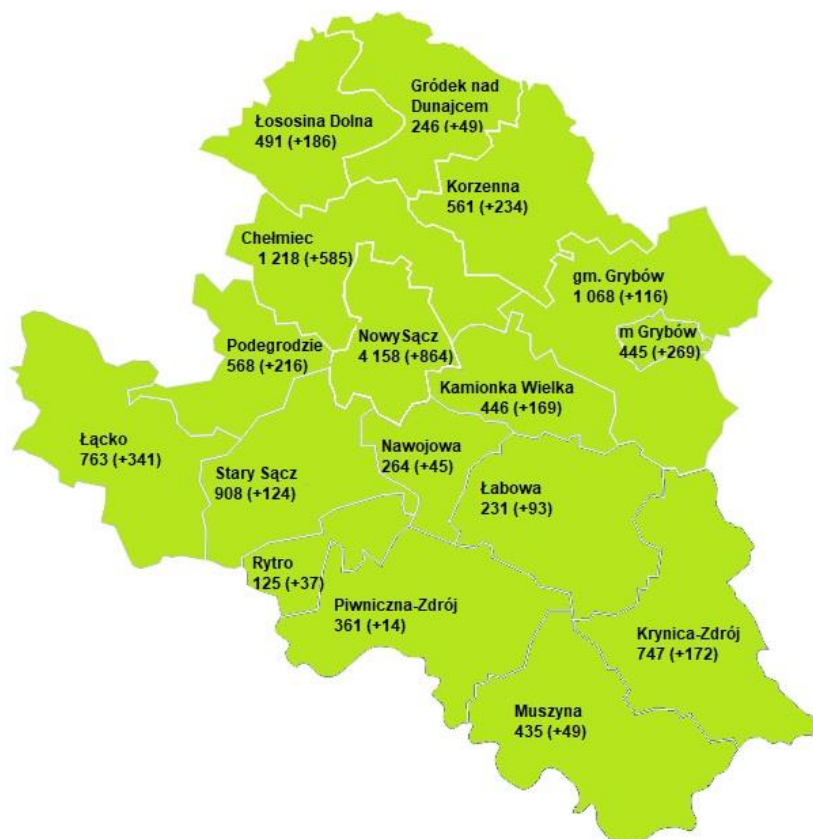 Gródek nad
Dunajcem
246 (+49)
Łososina Dolna
491 (+186)
Korzenna
561 (+234)
Chełmiec
1 218 (+585)
gm. Grybów
1 068 (+116)
m Grybów
445 (+269)
Podegrodzie
568 (+216)
Nowy Sącz
4 158 (+864)
Kamionka Wielka
446 (+169)
Łącko
763 (+341)
Stary Sącz
908 (+124)
Nawojowa
264 (+45)
Łabowa
231 (+93)
Rytro
125 (+37)
Piwniczna-Zdrój
361 (+14)
Krynica-Zdrój
747 (+172)
Muszyna
435 (+49)